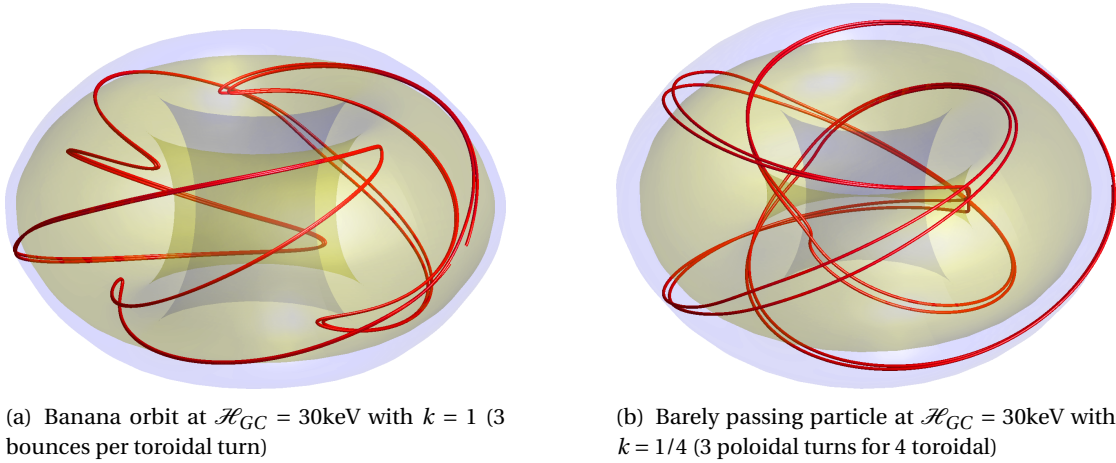 (a) Banana orbit at ℋ_GC = 30keV with k = 1 (3
bounces per toroidal turn)
(b) Barely passing particle at ℋ_GC = 30keV with
k = 1/4 (3 poloidal turns for 4 toroidal)